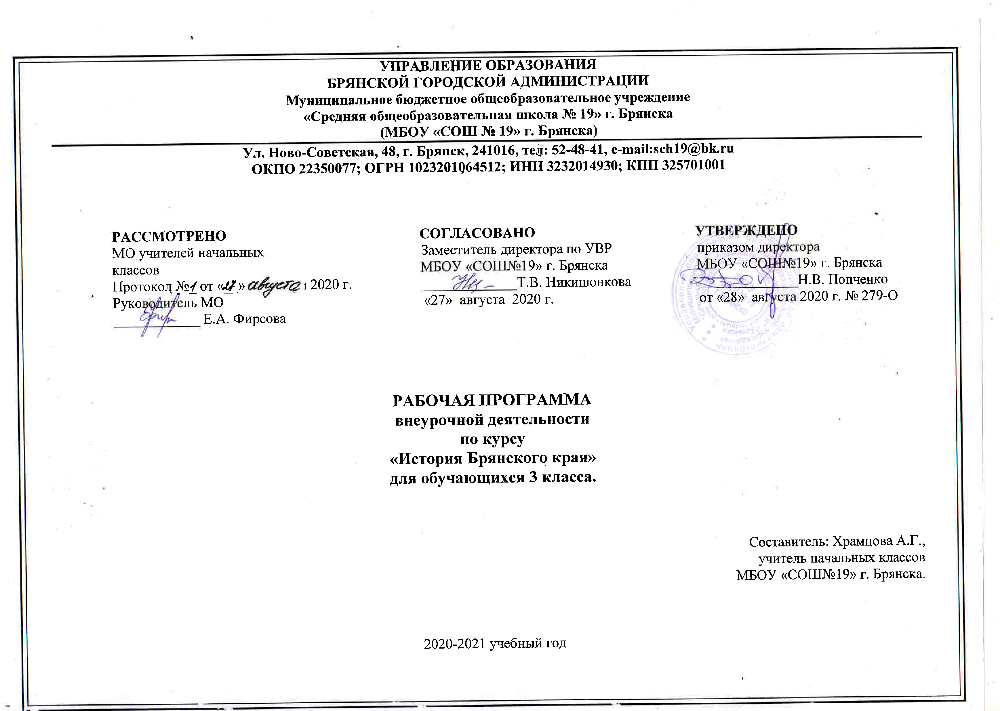 УПРАВЛЕНИЕ ОБРАЗОВАНИЯ
БРЯНСКОЙ ГОРОДСКОЙ АДМИНИСТРАЦИИ
Муниципальное бюджетное общеобразовательное учреждение
«Средняя общеобразовательная школа № 19» г. Брянска
(МБОУ «СОШ № 19» г. Брянска)
Ул. Ново-Советская, 48, г. Брянск, 241016, тел: 52-48-41, e-mail:sch19@bk.ru
ОКПО 22350077; ОГРН 1023201064512; ИНН 3232014930; КПП 325701001
РАССМОТРЕНО
МО учителей начальных
классов
Протокол №1 от «27» августа 2020 г.
Руководитель МО
Е.А. Фирсова
СОГЛАСОВАНО
Заместитель директора по УВР
МБОУ «СОШ№19» г. Брянска
Т.В. Никишонкова
«27» августа 2020 г.
УТВЕРЖДЕНО
приказом директора
МБОУ «СОШ№19» г. Брянска
Н.В. Попченко
от «28» августа 2020 г. № 279-О
РАБОЧАЯ ПРОГРАММА
внеурочной деятельности
по курсу
«История Брянского края»
для обучающихся 3 класса.
Составитель: Храмцова А.Г.,
учитель начальных классов
МБОУ «СОШ№19» г. Брянска.
2020-2021 учебный год